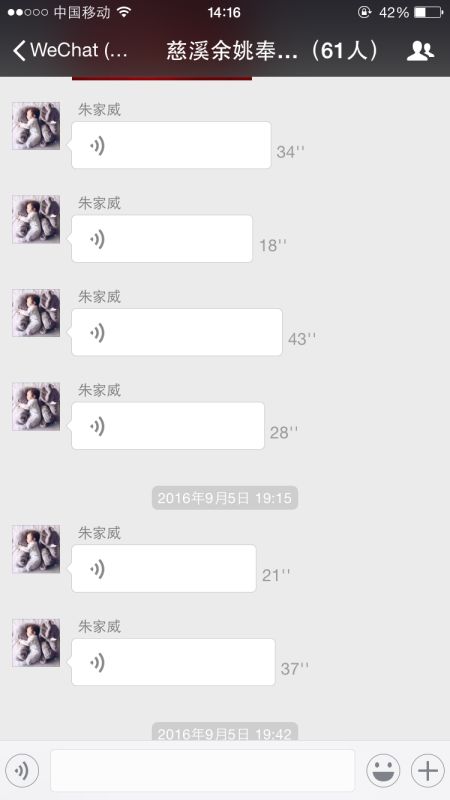 中国移动 14:16 42%
WeChat (... 慈溪余姚奉...（61人）
朱家威
34''
朱家威
18''
朱家威
43''
朱家威
28''
2016年9月5日 19:15
朱家威
21''
朱家威
37''
2016年9月5日 19:42